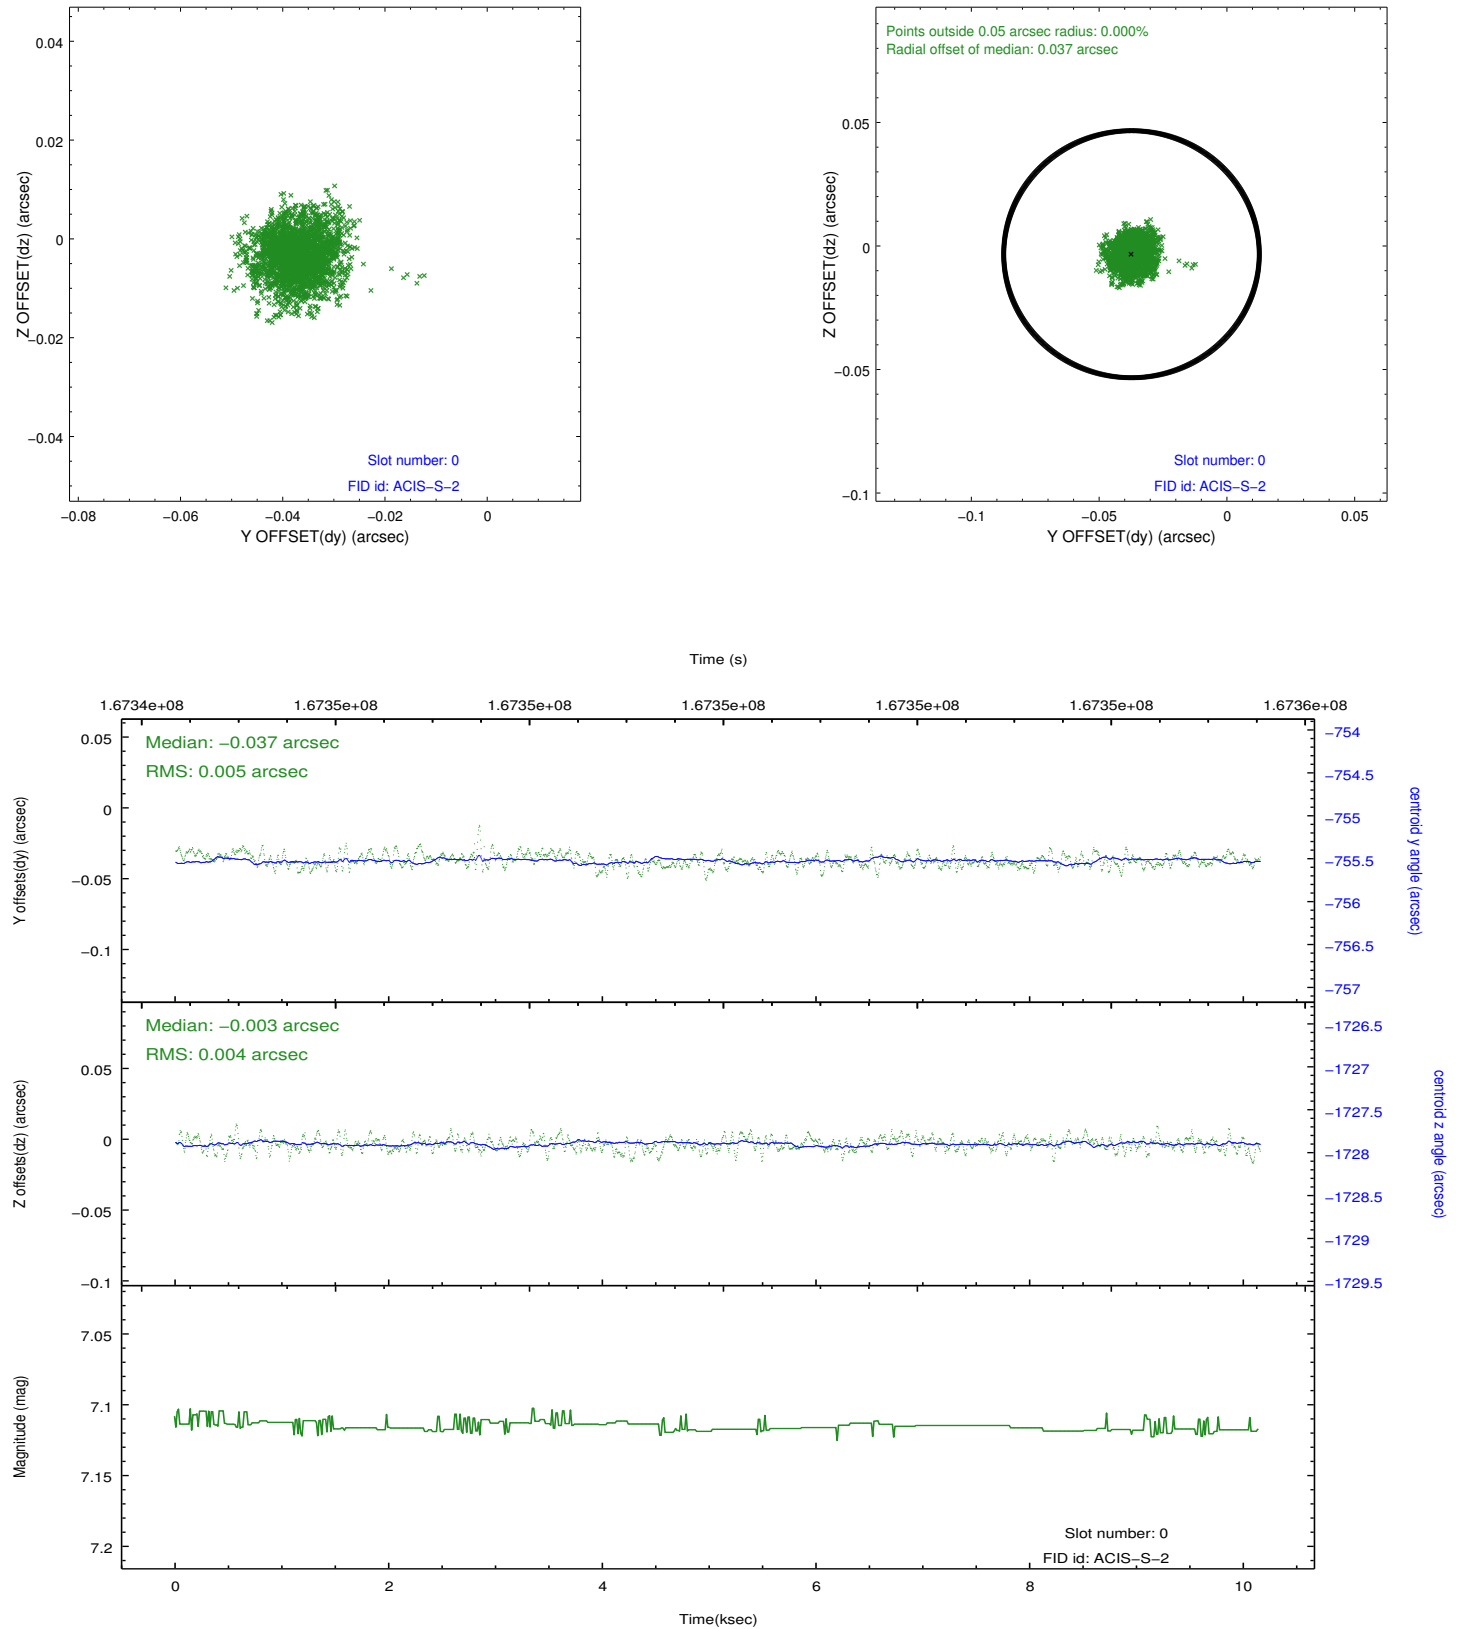 0.04
0.02
0
−0.02
−0.04
Z OFFSET(dz) (arcsec)
Slot number: 0
FID id: ACIS−S−2
−0.08
−0.06
−0.04
−0.02
0
Y OFFSET(dy) (arcsec)
Points outside 0.05 arcsec radius: 0.000%
Radial offset of median: 0.037 arcsec
0.05
0
−0.05
−0.1
Z OFFSET(dz) (arcsec)
Slot number: 0
FID id: ACIS−S−2
−0.1
−0.05
0
0.05
Y OFFSET(dy) (arcsec)
Time (s)
1.6734e+08
1.6735e+08
1.6735e+08
1.6735e+08
1.6735e+08
1.6735e+08
1.6736e+08
Median: −0.037 arcsec
RMS: 0.005 arcsec
0.05
0
−0.05
−0.1
Y offsets(dy) (arcsec)
−754
−754.5
−755
−755.5
−756
−756.5
−757
centroid y angle (arcsec)
Median: −0.003 arcsec
RMS: 0.004 arcsec
0.05
0
−0.05
−0.1
Z offsets(dz) (arcsec)
−1726.5
−1727
−1727.5
−1728
−1728.5
−1729
−1729.5
centroid z angle (arcsec)
7.05
7.1
7.15
7.2
Magnitude (mag)
Slot number: 0
FID id: ACIS−S−2
0
2
4
6
8
10
Time(ksec)